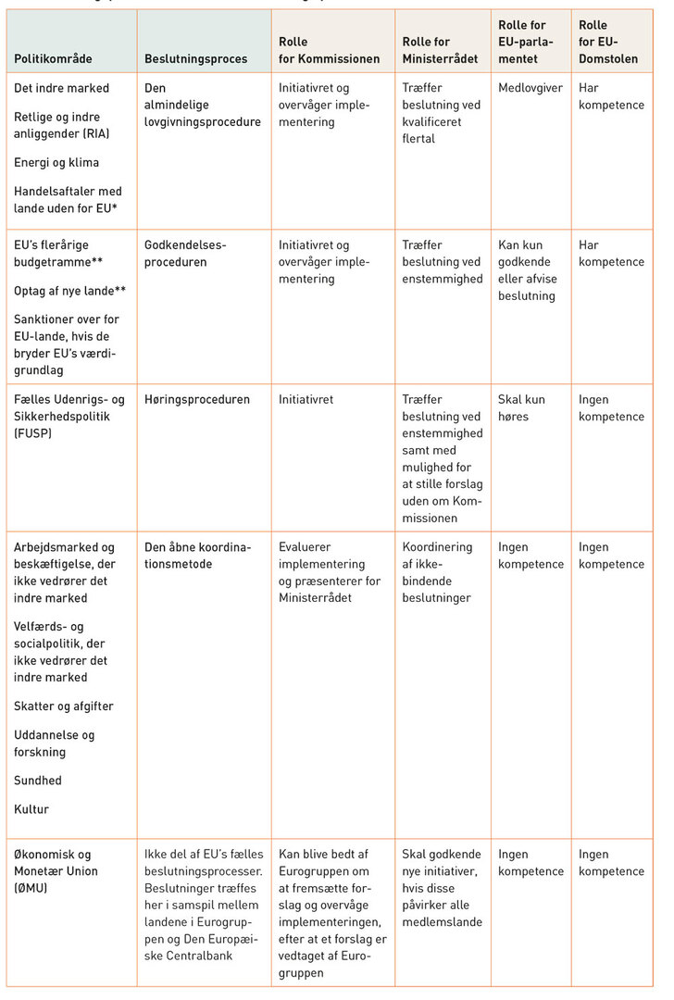 Politikområde
Beslutningsproces
Rolle
for Kommissionen
Rolle for
Ministerrådet
Rolle for
EU-parla-
mentet
Rolle
for EU-
Domstolen
Det indre marked
Retlige og indre
anliggender (RIA)
Energi og klima
Handelsaftaler med
lande uden for EU*
Den
almindelige
lovgivningsprocedure
Initiativret og
overvåger imple-
mentering
Træffer
beslutning ved
kvalificeret
flertal
Medlovgiver
Har
kompetence
EU’s flerårige
budgetramme**
Optag af nye lande**
Sanktioner over for
EU-lande, hvis de
bryder EU’s værdi-
grundlag
Godkendelses-
proceduren
Initiativret og
overvåger imple-
mentering
Træffer
beslutning ved
enstemmighed
Kan kun
godkende
eller afvise
beslutning
Har
kompetence
Fælles Udenrigs- og
Sikkerhedspolitik
(FUSP)
Høringsproceduren
Initiativret
Træffer
beslutning ved
enstemmighed
samt med
mulighed for
at stille forslag
uden om Kom-
missionen
Skal kun
høres
Ingen
kompetence
Arbejdsmarked og
beskæftigelse, der
ikke vedrører det
indre marked
Velfærds- og
socialpolitik, der
ikke vedrører det
indre marked
Skatter og afgifter
Uddannelse og
forskning
Sundhed
Kultur
Den åbne koordina-
tionsmetode
Evaluerer
implementering
og præsenterer for
Ministerrådet
Koordinering
af ikke-
bindende
beslutninger
Ingen
kompetence
Ingen
kompetence
Økonomisk og
Monetær Union
(ØMU)
Ikke del af EU’s fælles
beslutningsprocesser.
Beslutninger træffes
her i samspil mellem
landene i Eurogrup-
pen og Den Europæi-
ske Centralbank
Kan blive bedt af
Eurogruppen om
at fremsætte for-
slag og overvåge
implementeringen,
efter at et forslag er
vedtaget af Euro-
gruppen
Skal godkende
nye initiativer,
hvis disse
påvirker alle
medlemslande
Ingen
kompetence
Ingen
kompetence